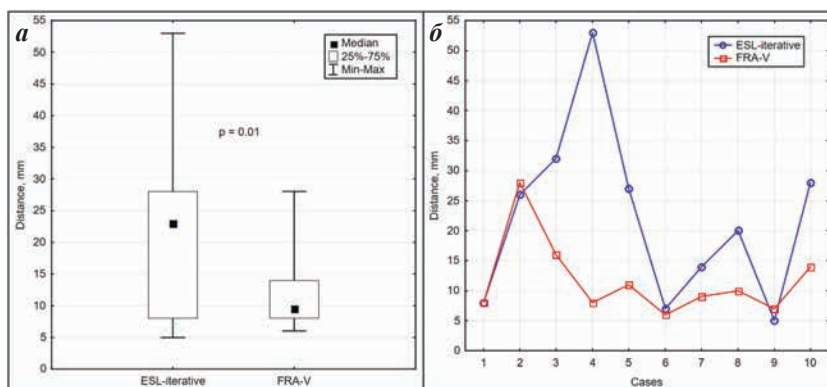 а
Median
25%-75%
Min-Max
p = 0.01
Distance, mm
55
50
45
40
35
30
25
20
15
10
5
0
ESL-iterative
FRA-V
б
ESL-iterative
FRA-V
Distance, mm
55
50
45
40
35
30
25
20
15
10
5
0
1 2 3 4 5 6 7 8 9 10
Cases